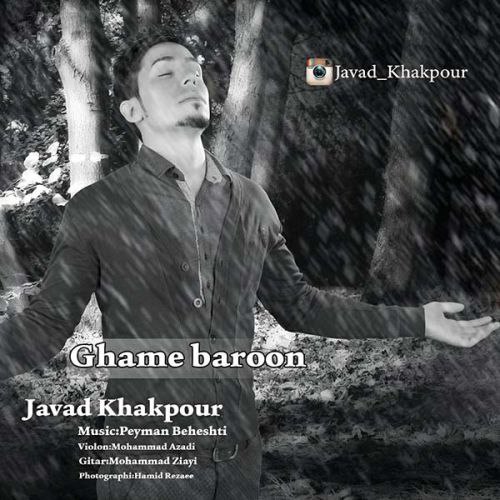 Javad_Khakpour
Ghame baroon
Javad Khakpour
Music:Peyman Beheshti
Violon:Mohammad Azadi
Gitar:Mohammad Ziayi
Photographi:Hamid Rezaee